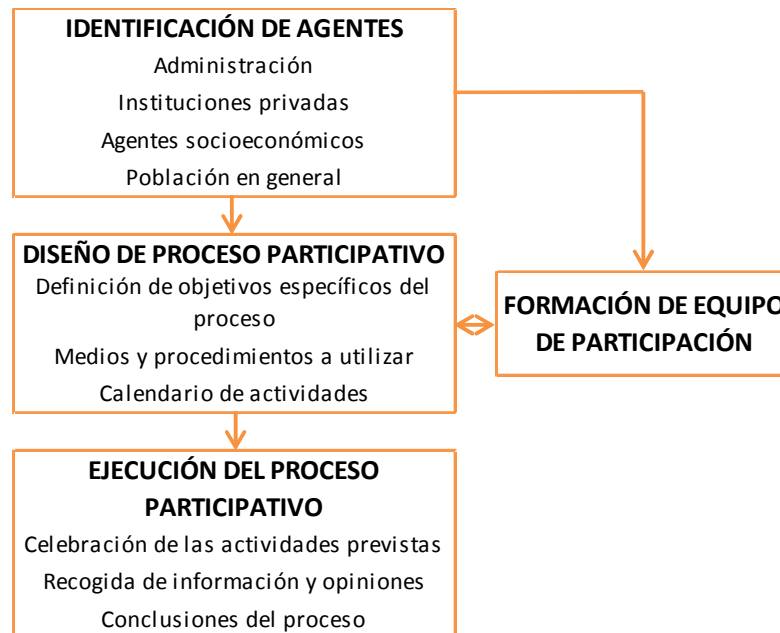 IDENTIFICACIÓN DE AGENTES
Administración
Instituciones privadas
Agentes socioeconómicos
Población en general
DISEÑO DE PROCESO PARTICIPATIVO
Definición de objetivos específicos del
proceso
Medios y procedimientos a utilizar
Calendario de actividades
FORMACIÓN DE EQUIPO
DE PARTICIPACIÓN
EJECUCIÓN DEL PROCESO
PARTICIPATIVO
Celebración de las actividades previstas
Recogida de información y opiniones
Conclusiones del proceso